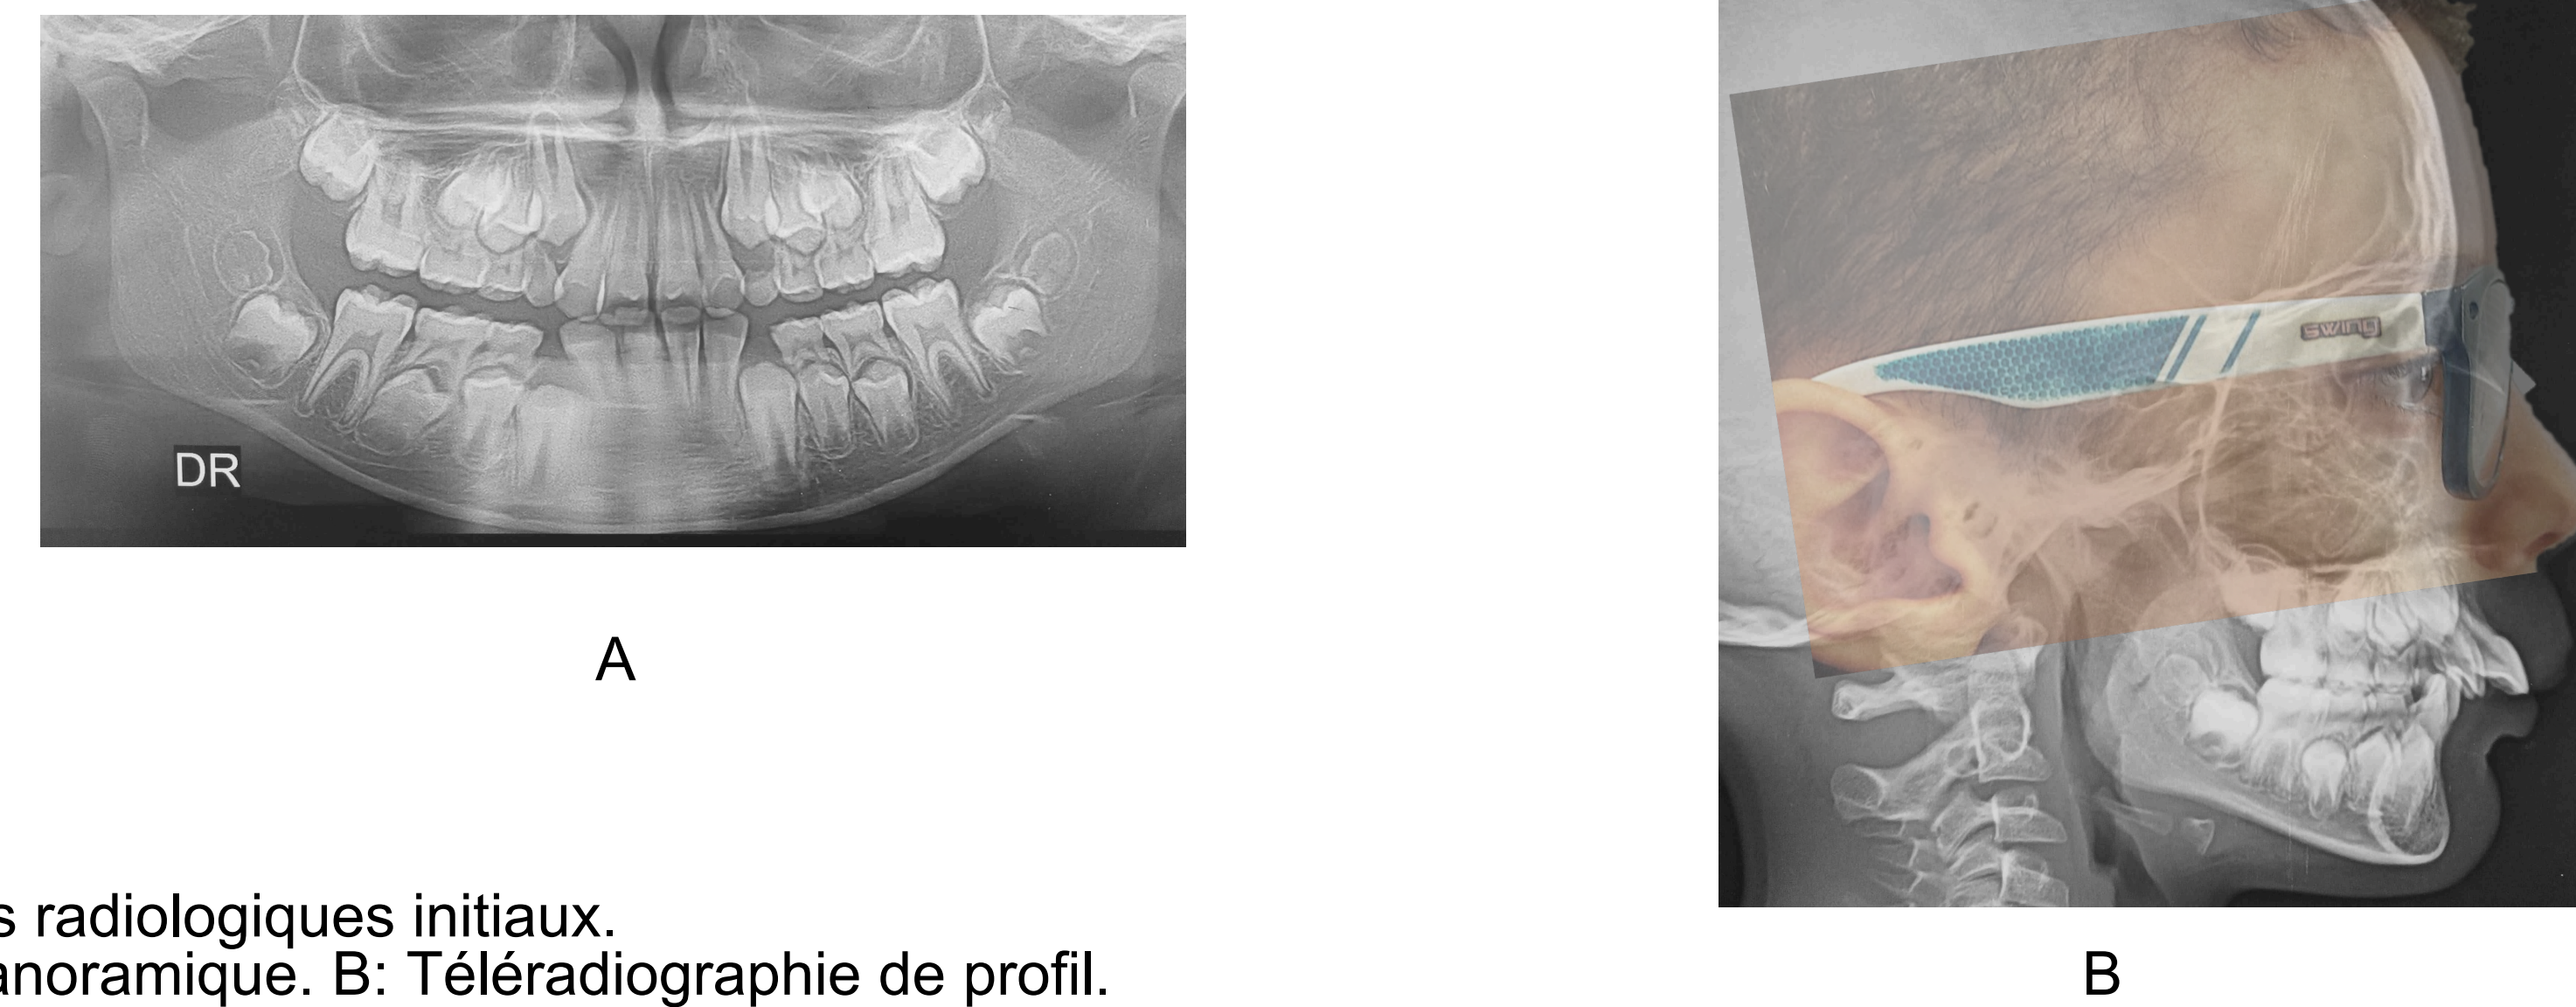 DR
swing
A
s radiologiques initiaux.
anoramique. B: Téléradiographie de profil.
B